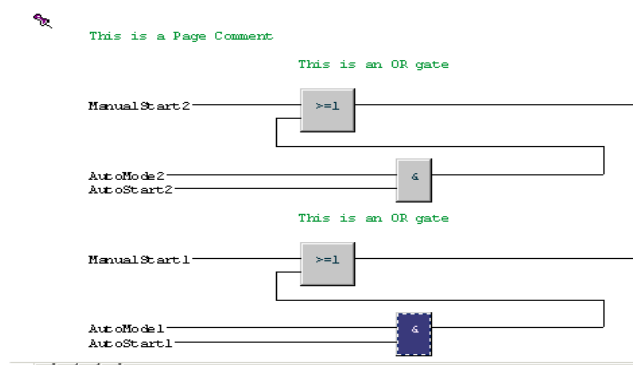 This is a Page Comment
This is an OR gate
ManualStart2
>=1
AutoMode2
&
AutoStart2
This is an OR gate
ManualStart1
>=1
AutoMode1
&
AutoStart1